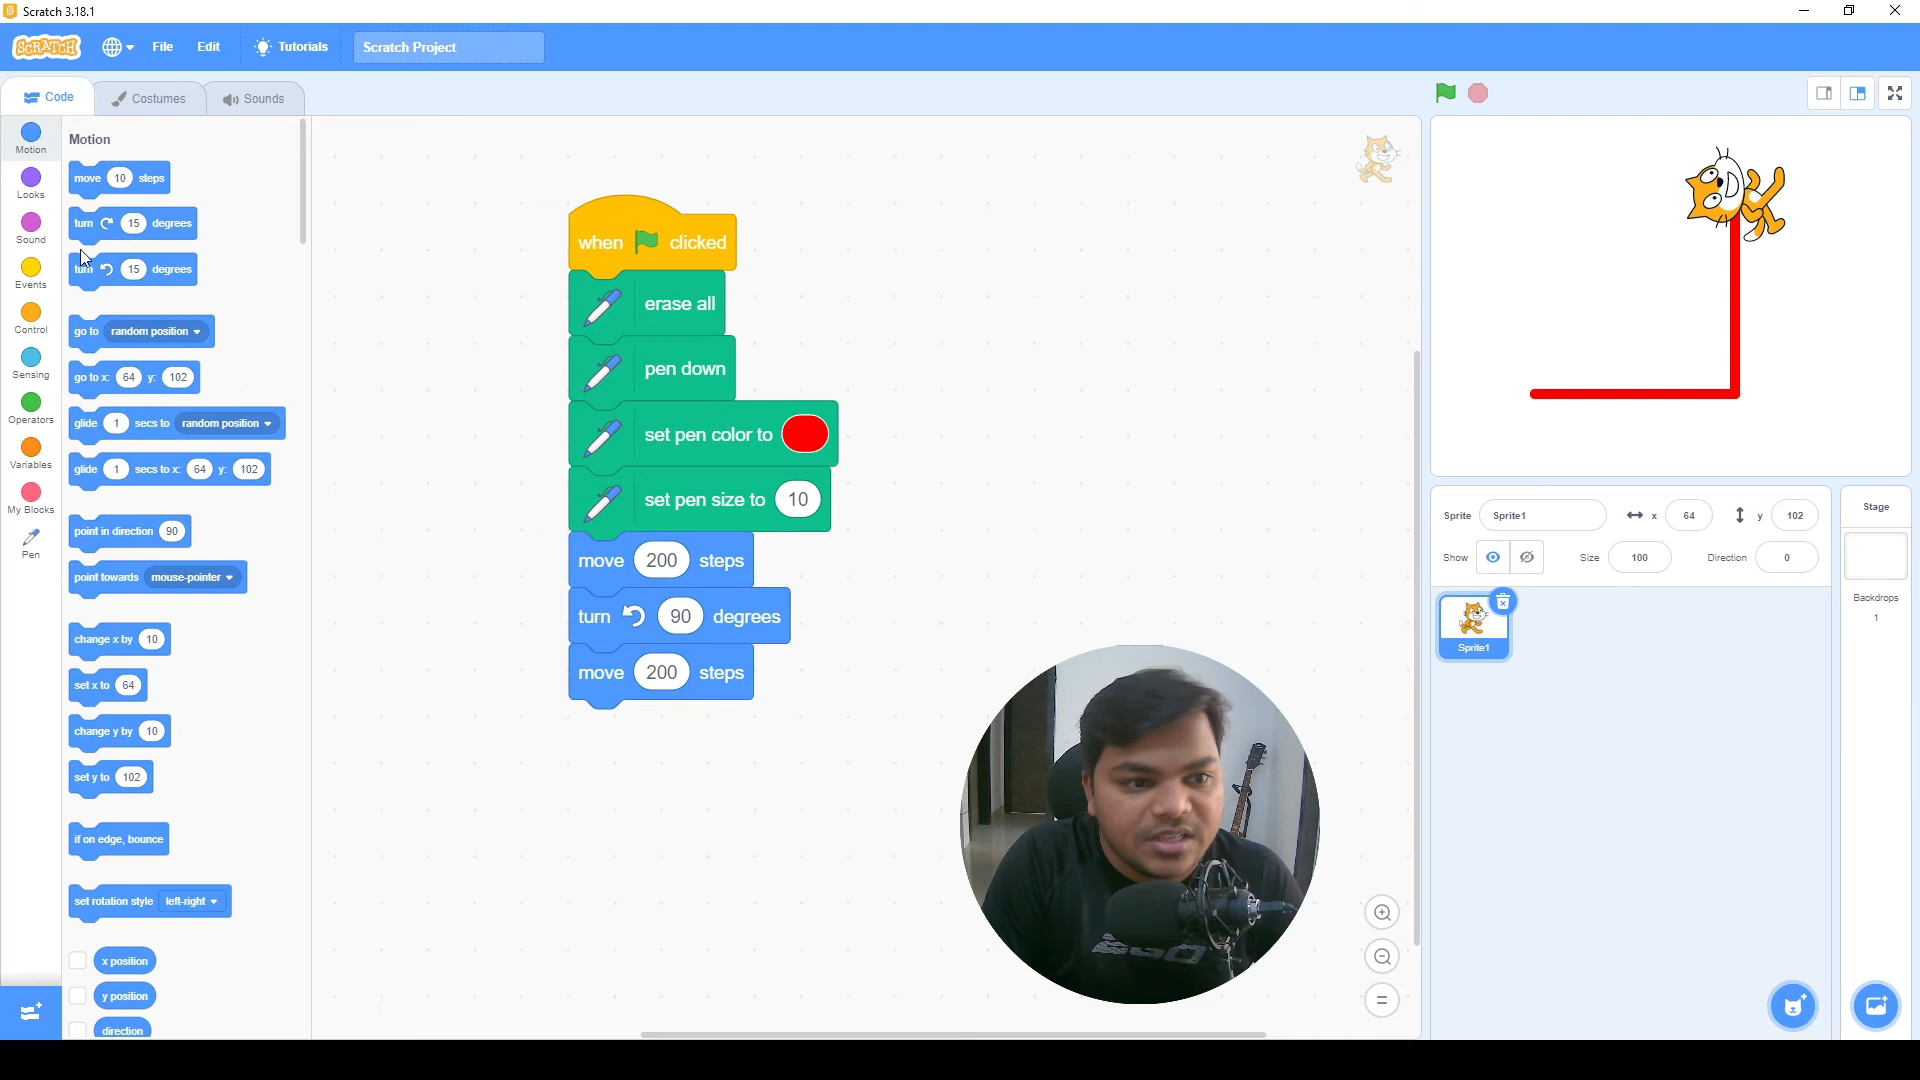 Scratch 3.18.1
SCRATCH
File
Edit
Tutorials
Scratch Project
Code
Costumes
Sounds
Motion
Looks
Sound
Events
Control
Sensing
Operators
Variables
My Blocks
Pen
Motion
move 10 steps
turn 15 degrees
turn 15 degrees
go to random position
go to x: 64 y: 102
glide 1 secs to random position
glide 1 secs to x: 64 y: 102
point in direction 90
point towards mouse-pointer
change x by 10
set x to 64
change y by 10
set y to 102
if on edge, bounce
set rotation style left-right
x position
y position
direction
when clicked
erase all
pen down
set pen color to
set pen size to 10
move 200 steps
turn 90 degrees
move 200 steps
Sprite Sprite1 x 64 y 102
Show Size 100 Direction 0
Sprite1
Stage
Backdrops
1